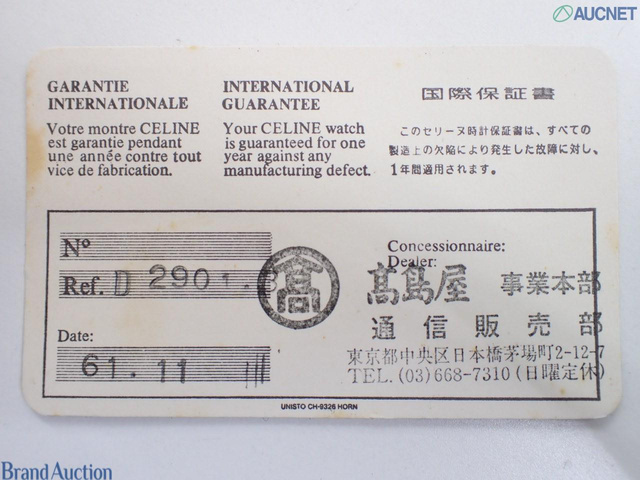 AUCNET
GARANTIE
INTERNATIONALE
Votre montre CELINE
est garantie pendant
une année contre tout
vice de fabrication.
INTERNATIONAL
GUARANTEE
Your CELINE watch
is guaranteed for one
year against any
manufacturing defect.
国際保証書
このセリーヌ時計保証書は、すべての
製造上の欠陥により発生した故障に対し、
1年間適用されます。
Nº
Ref. D 2901.8
Date:
61. 11
髙
Concessionnaire:
Dealer:
髙島屋 事業本部
通信販売部
東京都中央区日本橋茅場町2-12-7
TEL. (03)668-7310 (日曜定休)
UNISTO CH-9326 HORN
Brand Auction